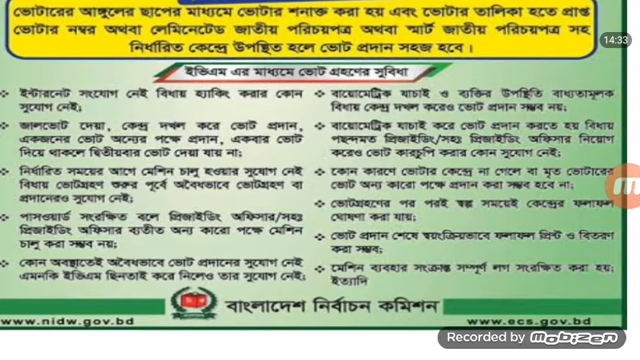 ভোটারের আঙ্গুলের ছাপের মাধ্যমে ভোটার শনাক্ত করা হয় এবং ভোটার তালিকা হতে প্রাপ্ত
ভোটার নম্বর অথবা লেমিনেটেড জাতীয় পরিচয়পত্র অথবা স্মার্ট জাতীয় পরিচয়পত্র সহ
নির্ধারিত কেন্দ্রে উপস্থিত হলে ভোট প্রদান সহজ হবে।
14:33
ইভিএম এর মাধ্যমে ভোট গ্রহণের সুবিধা
ইন্টারনেট সংযোগ নেই বিধায় হ্যাকিং করার কোন
সুযোগ নেই;
জালভোট দেয়া, কেন্দ্র দখল করে ভোট প্রদান,
একজনের ভোট অন্যের পক্ষে প্রদান, একবার ভোট
দিয়ে থাকলে দ্বিতীয়বার ভোট দেয়া যায় না;
নির্ধারিত সময়ের আগে মেশিন চালু হওয়ার সুযোগ নেই
বিধায় ভোটগ্রহণ শুরুর পূর্বে অবৈধভাবে ভোটগ্রহণ বা
প্রদানেরও সুযোগ নেই;
পাসওয়ার্ড সংরক্ষিত বলে প্রিজাইডিং অফিসার/সহঃ
প্রিজাইডিং অফিসার ব্যতীত অন্য কারো পক্ষে মেশিন
চালু করা সম্ভব নয়;
কোন অবস্থাতেই অবৈধভাবে ভোট প্রদানের সুযোগ নেই
এমনকি ইভিএম ছিনতাই করে নিলেও তার সুযোগ নেই;
বায়োমেট্রিক যাচাই ও ব্যক্তির উপস্থিতি বাধ্যতামূলক
বিধায় কেন্দ্র দখল করেও ভোট প্রদান সম্ভব নয়;
বায়োমেট্রিক যাচাই করে ভোট প্রদান করতে হয় বিধায়
পছন্দমত প্রিজাইডিং/সহঃ প্রিজাইডিং অফিসার নিয়োগ
করেও ভোট কারচুপি করার কোন সুযোগ নেই;
কোন কারণে ভোটার কেন্দ্রে না গেলে বা মৃত ভোটারের
ভোট অন্য কারো পক্ষে প্রদান করা সম্ভব হবে না;
ভোটগ্রহণের পর পরই স্বল্প সময়েই কেন্দ্রের ফলাফল
ঘোষণা করা যায়;
ভোট প্রদান শেষে স্বয়ংক্রিয়ভাবে ফলাফল প্রিন্ট ও বিতরণ
করা সম্ভব;
মেশিন ব্যবহার সংক্রান্ত সম্পূর্ণ লগ সংরক্ষিত করা হয়;
ইত্যাদি
বাংলাদেশ নির্বাচন কমিশন
www.nidw.gov.bd
www.ecs.gov.bd
Recorded by Mobizen